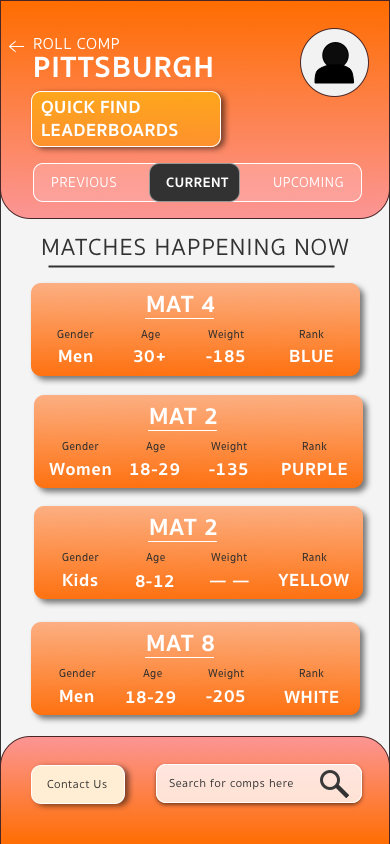 ROLL COMP
PITTSBURGH
QUICK FIND
LEADERBOARDS
PREVIOUS CURRENT UPCOMING
MATCHES HAPPENING NOW
MAT 4
Gender Age Weight Rank
Men 30+ -185 BLUE
MAT 2
Gender Age Weight Rank
Women 18-29 -135 PURPLE
MAT 2
Gender Age Weight Rank
Kids 8-12 — — YELLOW
MAT 8
Gender Age Weight Rank
Men 18-29 -205 WHITE
Contact Us Search for comps here